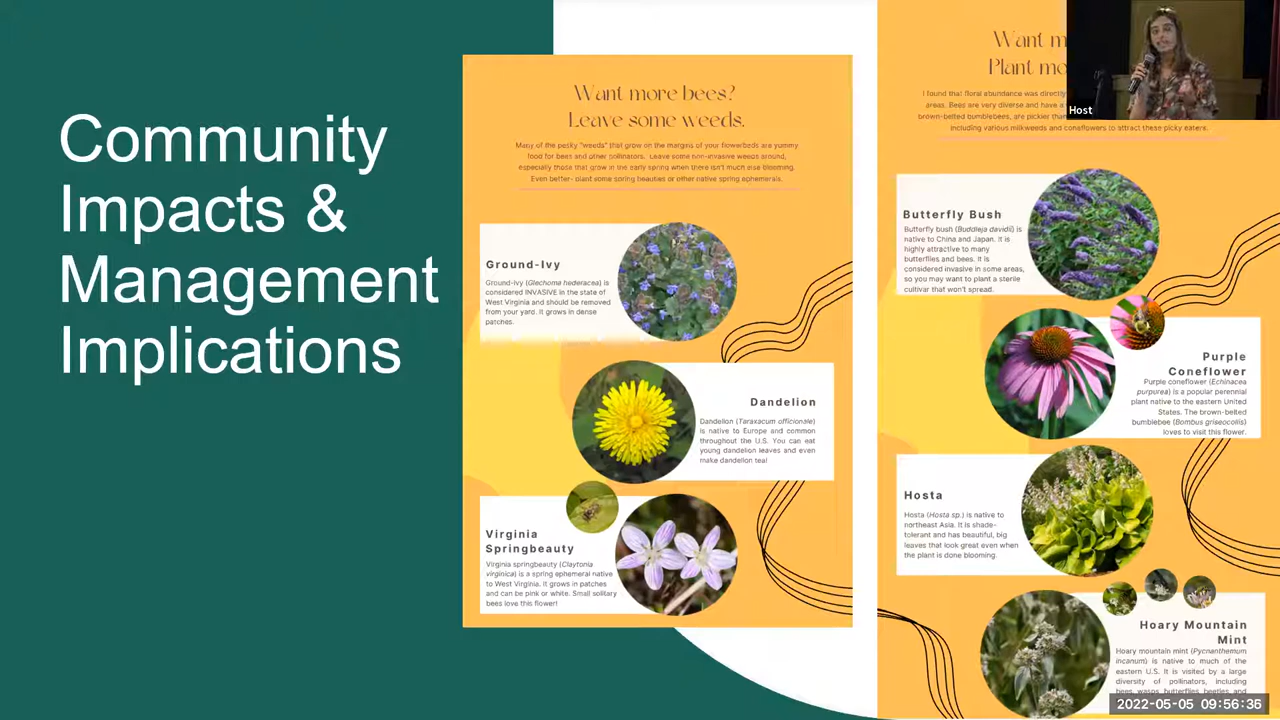 Community
Impacts &
Management
Implications
Want more bees?
Leave some weeds.
Many of the pesky "weeds" that grow on the margins of your flowerbeds are yummy
food for bees and other pollinators. Leave some non-invasive weeds around,
especially those that grow in the early spring when there isn't much else blooming.
Even better- plant some spring beauties or other native spring ephemerals.
Ground-Ivy
Ground-Ivy (Glechoma hederacea) is
considered INVASIVE in the state of
West Virginia and should be removed
from your yard. It grows in dense
patches.
Dandelion
Dandelion (Taraxacum officionale)
is native to Europe and common
throughout the U.S. You can eat
young dandelion leaves and even
make dandelion tea!
Virginia
Springbeauty
Virginia springbeauty (Claytonia
virginica) is a spring ephemeral native
to West Virginia. It grows in patches
and can be pink or white. Small solitary
bees love this flower!
Want m
Plant mo
I found that floral abundance was directly
areas. Bees are very diverse and have a
brown-belted bumblebees, are pickier than
including various milkweeds and coneflowers to attract these picky eaters.
Host
Butterfly Bush
Butterfly bush (Buddleja davidii) is
native to China and Japan. It is
highly attractive to many
butterflies and bees. It is
considered invasive in some areas,
so you may want to plant a sterile
cultivar that won't spread.
Purple
Coneflower
Purple coneflower (Echinacea
purpurea) is a popular perennial
plant native to the eastern United
States. The brown-belted
bumblebee (Bombus griseocollis)
loves to visit this flower.
Hosta
Hosta (Hosta sp.) is native to
northeast Asia. It is shade-
tolerant and has beautiful, big
leaves that look great even when
the plant is done blooming.
Hoary Mountain
Mint
Hoary mountain mint (Pycnanthemum
incanum) is native to much of the
eastern U.S. It is visited by a large
diversity of pollinators, including
bees, wasps, butterflies, beetles, and
2022-05-05 09:56:36